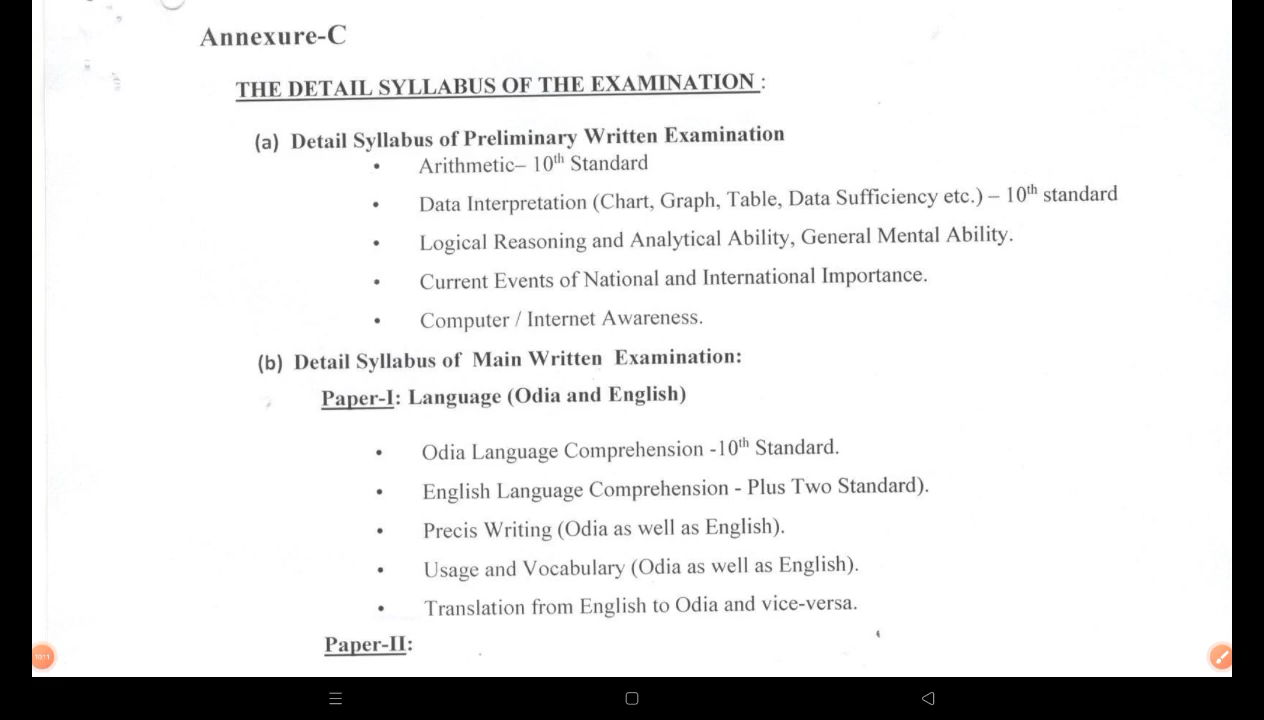 Annexure-C
THE DETAIL SYLLABUS OF THE EXAMINATION :
(a) Detail Syllabus of Preliminary Written Examination
• Arithmetic– 10th Standard
• Data Interpretation (Chart, Graph, Table, Data Sufficiency etc.) – 10th standard
• Logical Reasoning and Analytical Ability, General Mental Ability.
• Current Events of National and International Importance.
• Computer / Internet Awareness.
(b) Detail Syllabus of Main Written Examination:
Paper-I: Language (Odia and English)
• Odia Language Comprehension -10th Standard.
• English Language Comprehension - Plus Two Standard).
• Precis Writing (Odia as well as English).
• Usage and Vocabulary (Odia as well as English).
• Translation from English to Odia and vice-versa.
Paper-II: